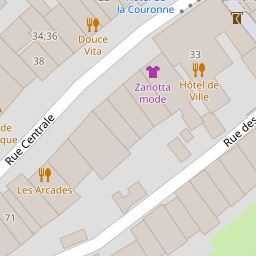 la Couronne
34;36
Douce
Vita
38
33
Zanotta
mode
Hôtel de
Ville
Rue Centrale
Rue des
de
Les Arcades
71